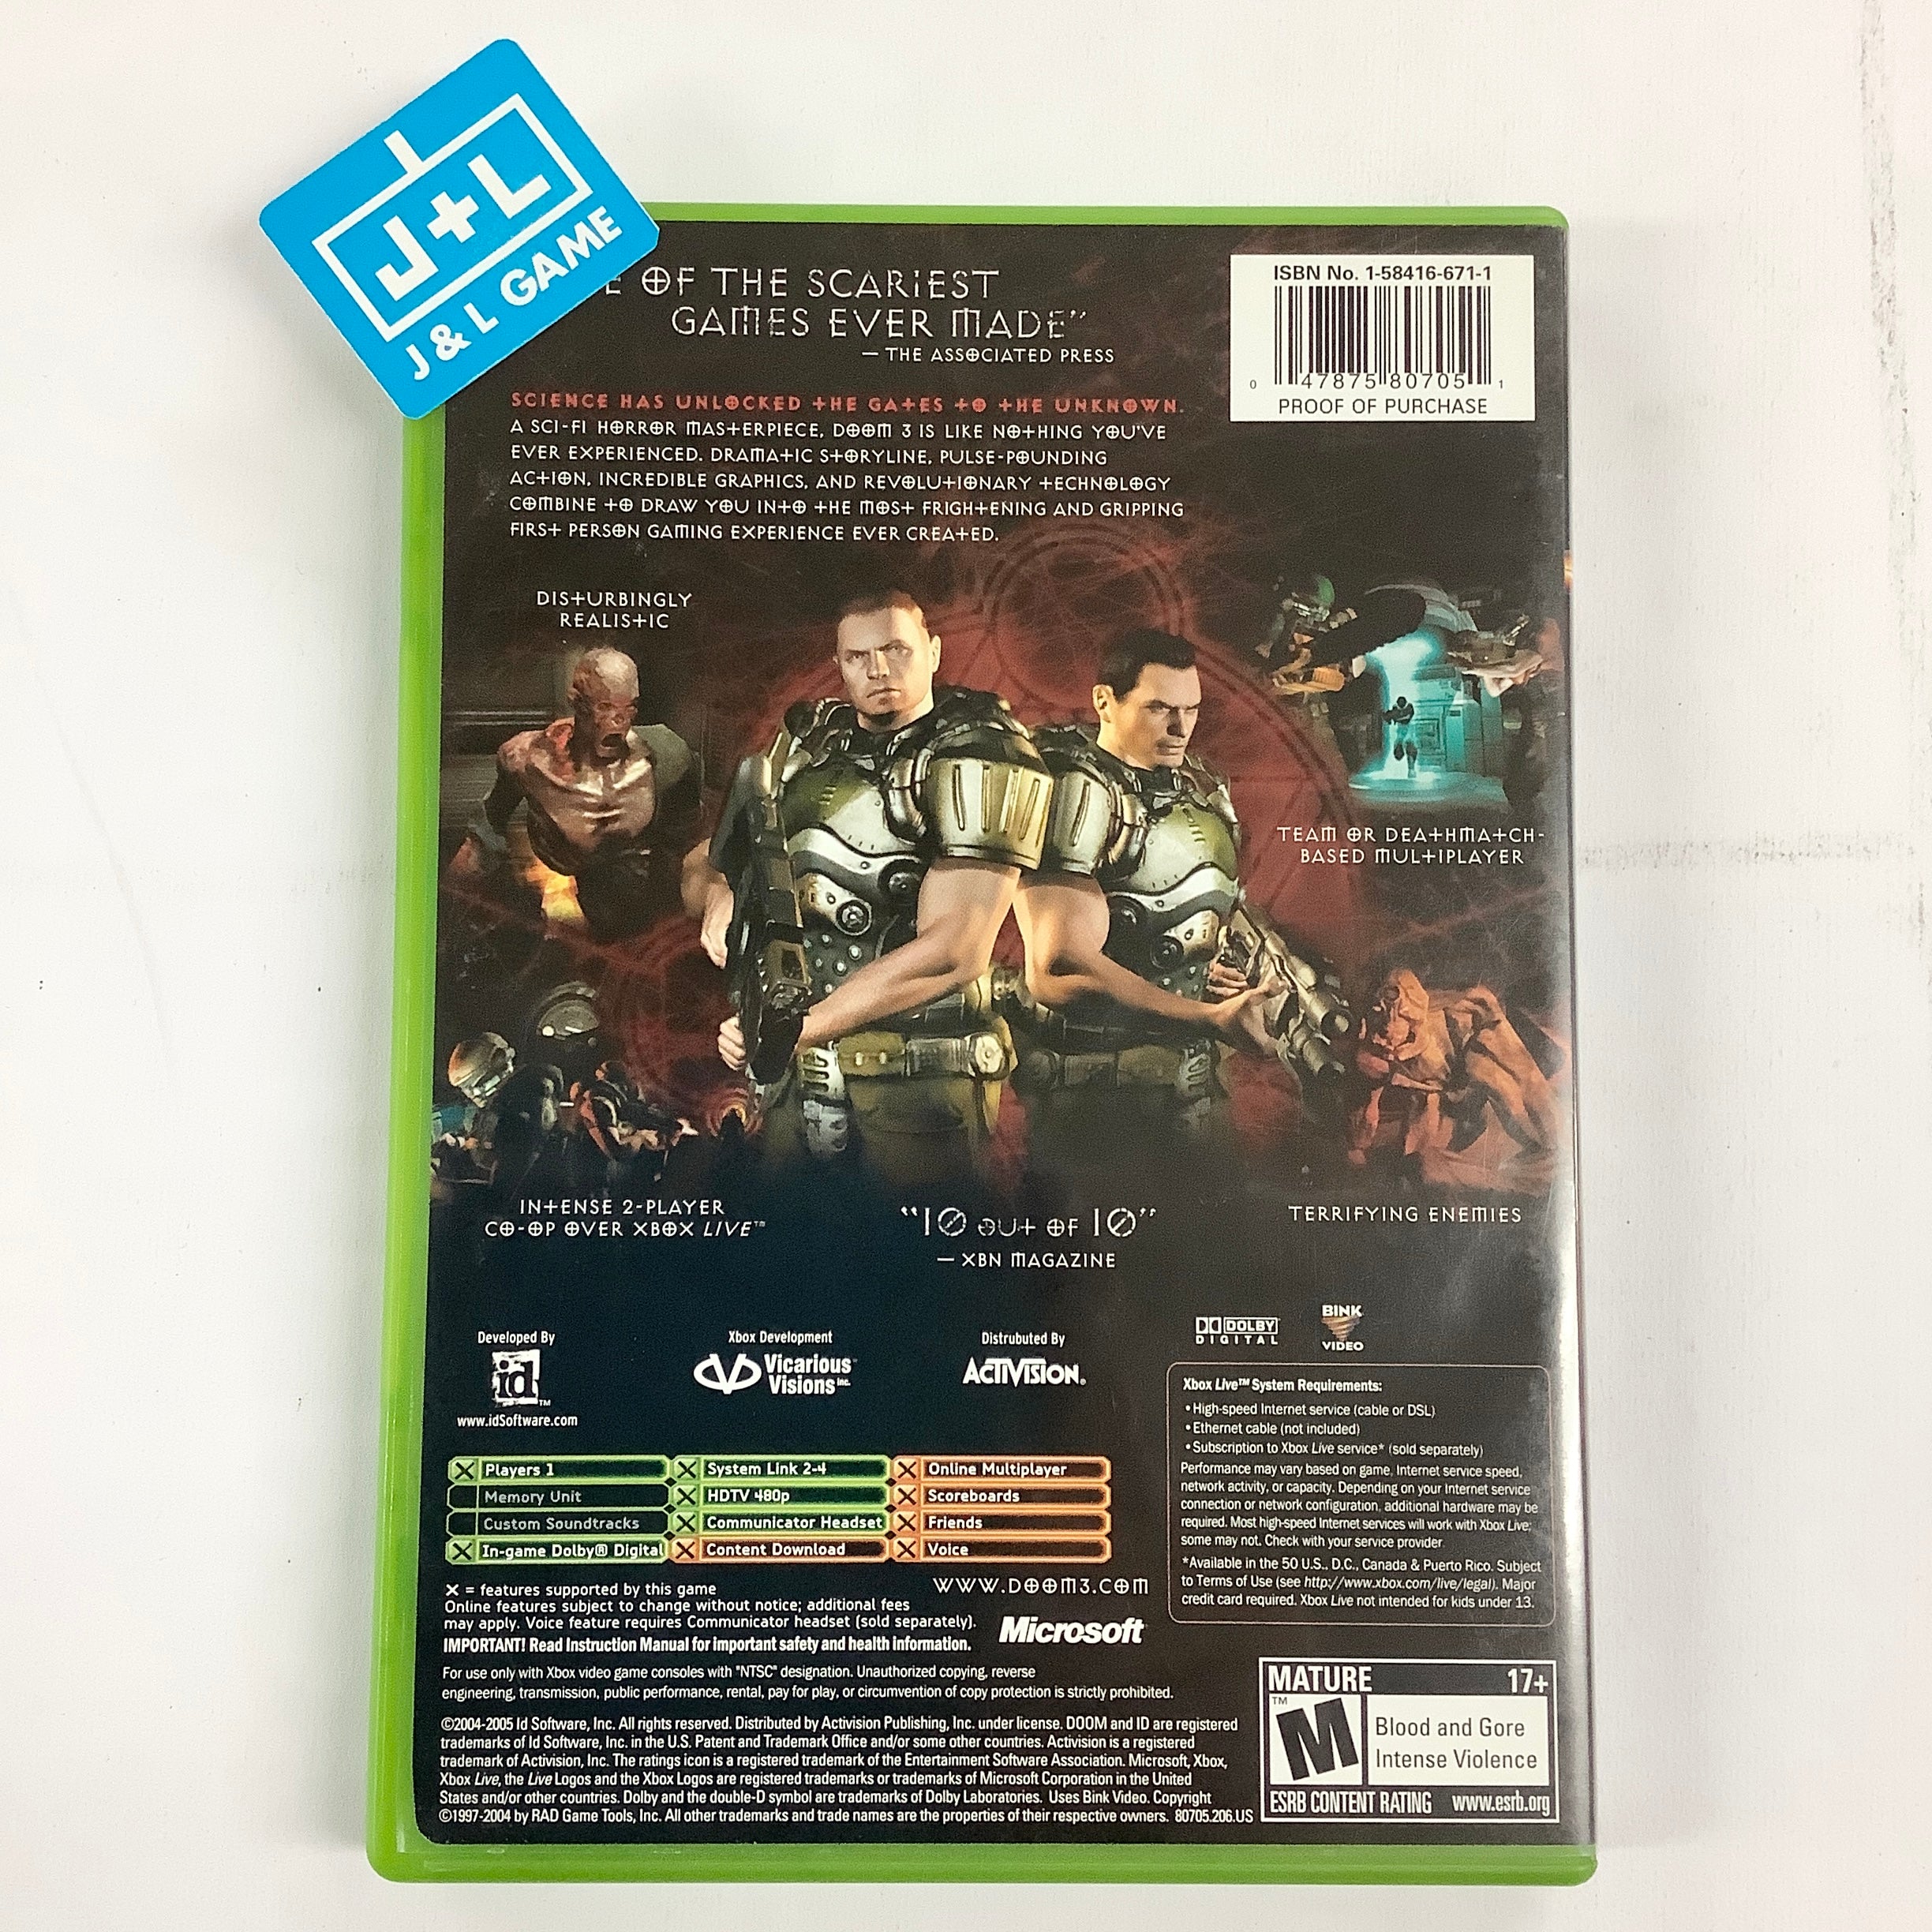 J+L
J & L GAME
E OF THE SCARIEST
GAMES EVER MADE"
— THE ASSOCIATED PRESS
ISBN No. 1-58416-671-1
0 47875 80705 1
PROOF OF PURCHASE
SCIENCE HAS UNLOCKED THE GATES TO THE UNKNOWN.
A SCI-FI HORROR MASTERPIECE, DOOM 3 IS LIKE NOTHING YOU'VE
EVER EXPERIENCED. DRAMATIC STORYLINE, PULSE-POUNDING
ACTION, INCREDIBLE GRAPHICS, AND REVOLUTIONARY TECHNOLOGY
COMBINE TO DRAW YOU INTO THE MOST FRIGHTENING AND GRIPPING
FIRST PERSON GAMING EXPERIENCE EVER CREATED.
DISTURBINGLY
REALISTIC
TEAM OR DEATHMATCH-
BASED MULTIPLAYER
INTENSE 2-PLAYER
CO-OP OVER XBOX LIVE™
"10 OUT OF 10"
— XBN MAGAZINE
TERRIFYING ENEMIES
Developed By
id™
www.idSoftware.com
Xbox Development
Vicarious
Visions Inc.
Distrubuted By
ACTIVISION®
DOLBY
DIGITAL
BINK
VIDEO
Xbox Live™ System Requirements:
• High-speed Internet service (cable or DSL)
• Ethernet cable (not included)
• Subscription to Xbox Live service* (sold separately)
Performance may vary based on game, Internet service speed,
network activity, or capacity. Depending on your Internet service
connection or network configuration, additional hardware may be
required. Most high-speed Internet services will work with Xbox Live;
some may not. Check with your service provider.
*Available in the 50 U.S., D.C., Canada & Puerto Rico. Subject
to Terms of Use (see http://www.xbox.com/live/legal). Major
credit card required. Xbox Live not intended for kids under 13.
X Players 1
X System Link 2-4
X Online Multiplayer
Memory Unit
X HDTV 480p
X Scoreboards
Custom Soundtracks
X Communicator Headset
X Friends
X In-game Dolby® Digital
X Content Download
X Voice
X = features supported by this game
WWW.DOOM3.COM
Online features subject to change without notice; additional fees
may apply. Voice feature requires Communicator headset (sold separately).
IMPORTANT! Read Instruction Manual for important safety and health information.
Microsoft
For use only with Xbox video game consoles with "NTSC" designation. Unauthorized copying, reverse
engineering, transmission, public performance, rental, pay for play, or circumvention of copy protection is strictly prohibited.
©2004-2005 Id Software, Inc. All rights reserved. Distributed by Activision Publishing, Inc. under license. DOOM and ID are registered
trademarks of Id Software, Inc. in the U.S. Patent and Trademark Office and/or some other countries. Activision is a registered
trademark of Activision, Inc. The ratings icon is a registered trademark of the Entertainment Software Association. Microsoft, Xbox,
Xbox Live, the Live Logos and the Xbox Logos are registered trademarks or trademarks of Microsoft Corporation in the United
States and/or other countries. Dolby and the double-D symbol are trademarks of Dolby Laboratories. Uses Bink Video. Copyright
©1997-2004 by RAD Game Tools, Inc. All other trademarks and trade names are the properties of their respective owners. 80705.206.US
MATURE 17+
M™
Blood and Gore
Intense Violence
ESRB CONTENT RATING www.esrb.org